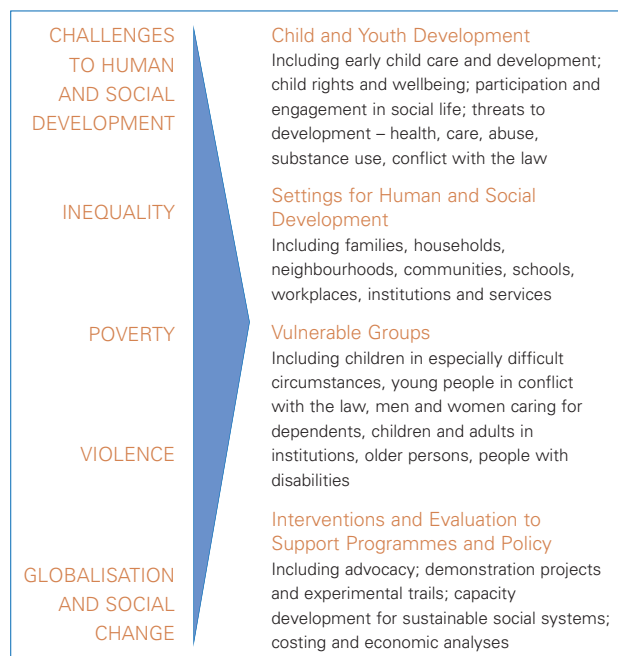 CHALLENGES
TO HUMAN
AND SOCIAL
DEVELOPMENT
INEQUALITY
POVERTY
VIOLENCE
GLOBALISATION
AND SOCIAL
CHANGE
Child and Youth Development
Including early child care and development;
child rights and wellbeing; participation and
engagement in social life; threats to
development – health, care, abuse,
substance use, conflict with the law
Settings for Human and Social
Development
Including families, households,
neighbourhoods, communities, schools,
workplaces, institutions and services
Vulnerable Groups
Including children in especially difficult
circumstances, young people in conflict
with the law, men and women caring for
dependents, children and adults in
institutions, older persons, people with
disabilities
Interventions and Evaluation to
Support Programmes and Policy
Including advocacy; demonstration projects
and experimental trails; capacity
development for sustainable social systems;
costing and economic analyses